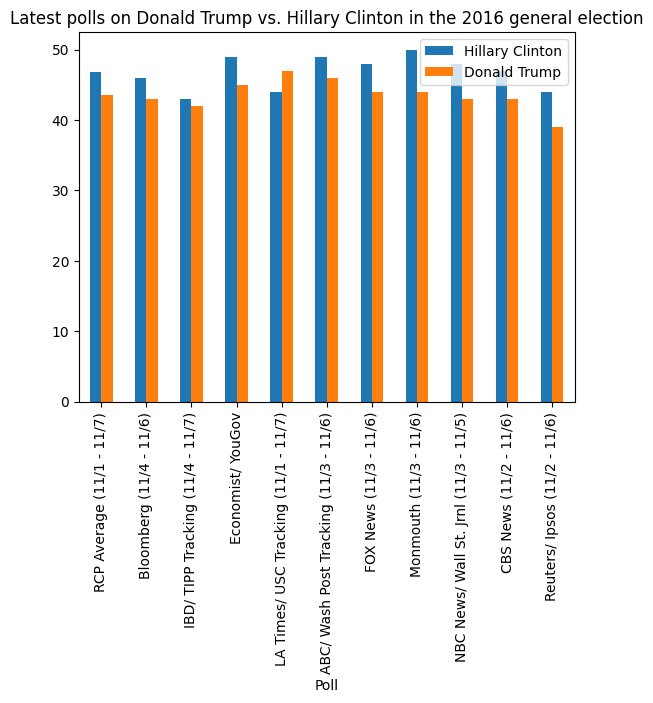 Latest polls on Donald Trump vs. Hillary Clinton in the 2016 general election
Hillary Clinton
Donald Trump
50
40
30
20
10
0
RCP Average (11/1 - 11/7)
Bloomberg (11/4 - 11/6)
IBD/ TIPP Tracking (11/4 - 11/7)
Economist/ YouGov
LA Times/ USC Tracking (11/1 - 11/7)
ABC/ Wash Post Tracking (11/3 - 11/6)
FOX News (11/3 - 11/6)
Monmouth (11/3 - 11/6)
NBC News/ Wall St. Jrnl (11/3 - 11/5)
CBS News (11/2 - 11/6)
Reuters/ Ipsos (11/2 - 11/6)
Poll